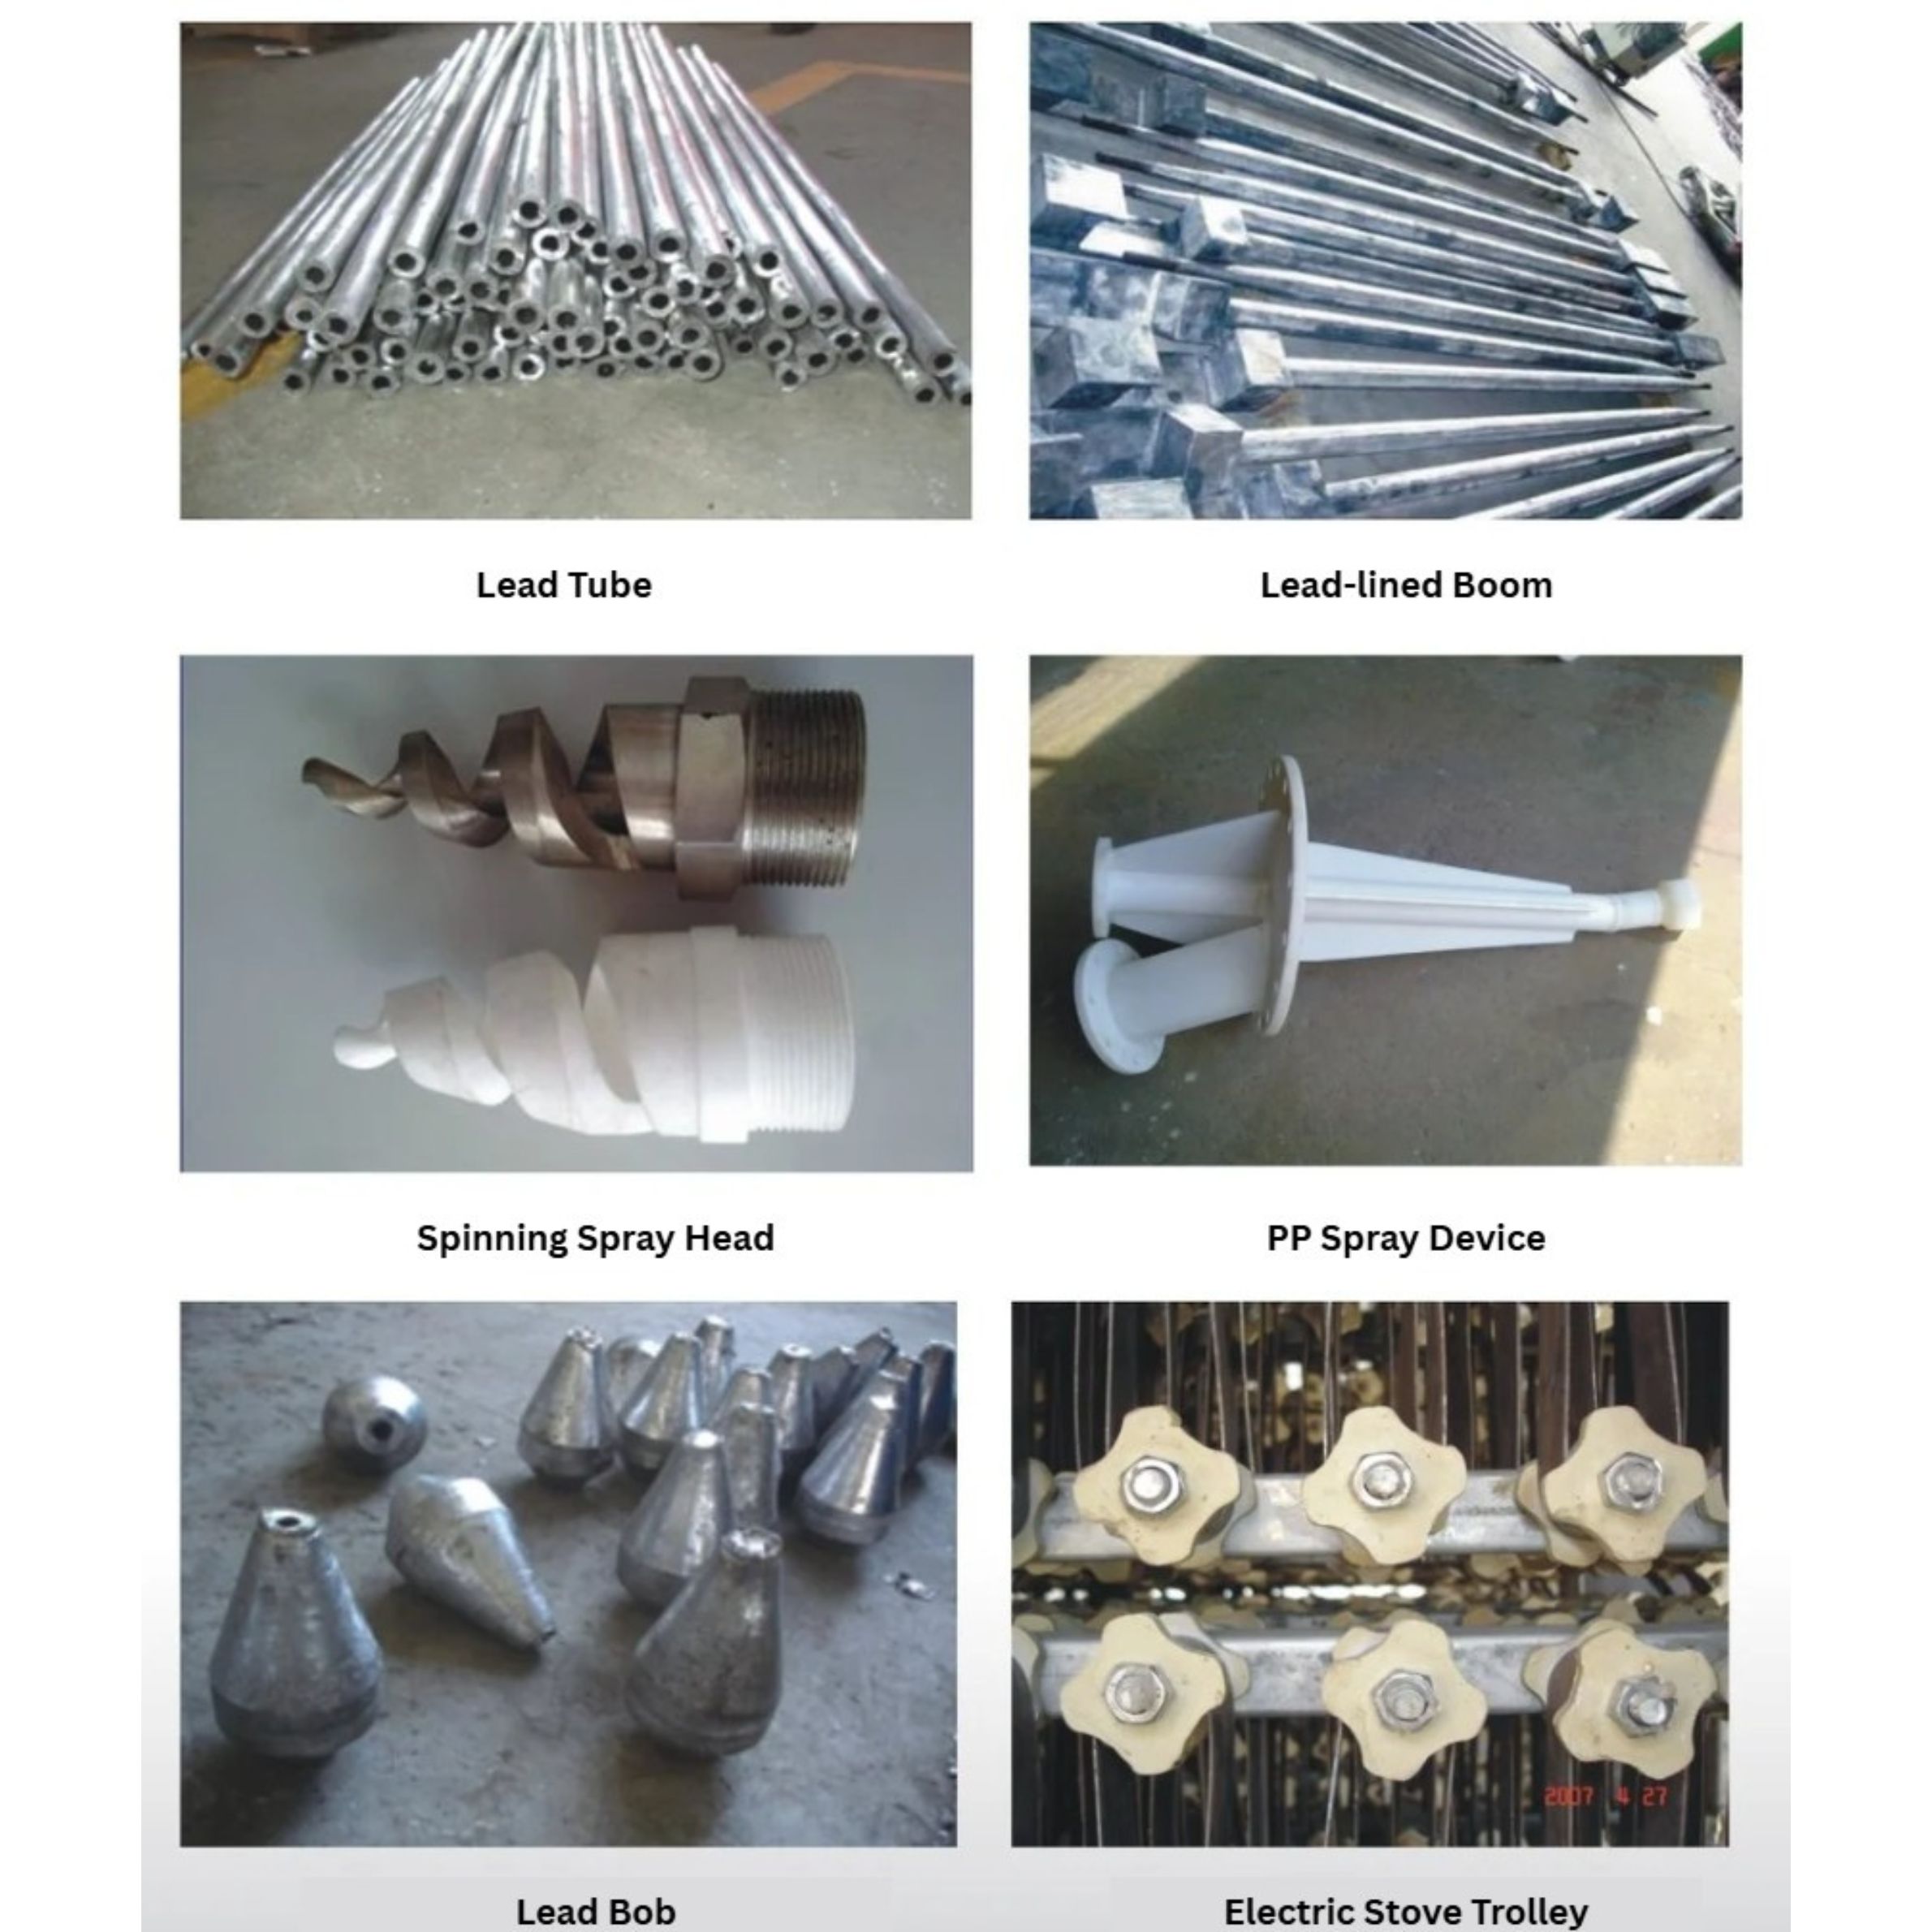 Lead Tube
Lead-lined Boom
Spinning Spray Head
PP Spray Device
2007 4 27
Lead Bob
Electric Stove Trolley